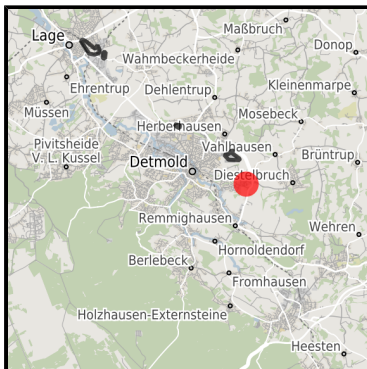 Maßbruch
Lage
Donop
Wahmbeckerheide
Ehrentrup
Dehlentrup
Kleinenmarpe
Müssen
Mosebeck
Herberhausen
Pivitsheide
V. L. Küssel
Vahlhausen
Brüntrup
Detmold
Diestelbruch
Remmighausen
Wehren
Hornoldendorf
Berlebeck
Fromhausen
Holzhausen-Externsteine
Heesten